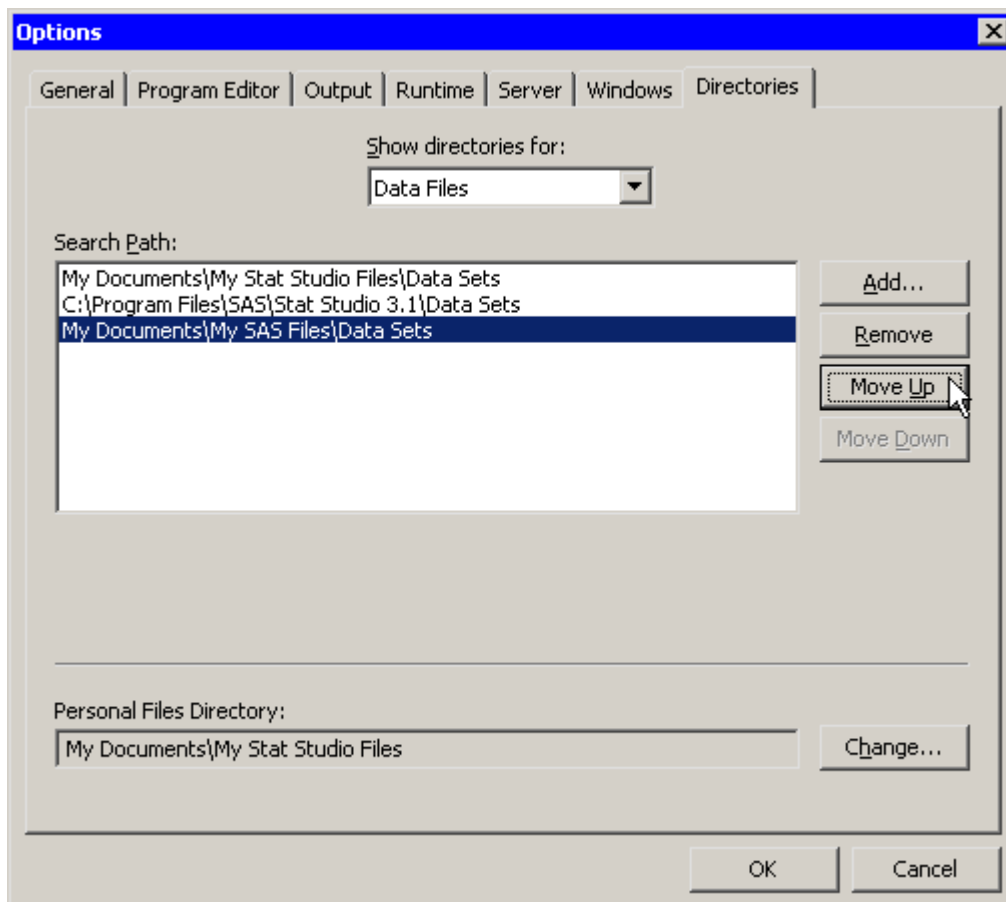 Options
General
Program Editor
Output
Runtime
Server
Windows
Directories
Show directories for:
Data Files
Search Path:
My Documents\My Stat Studio Files\Data Sets
C:\Program Files\SAS\Stat Studio 3.1\Data Sets
My Documents\My SAS Files\Data Sets
Add...
Remove
Move Up
Move Down
Personal Files Directory:
My Documents\My Stat Studio Files
Change...
OK
Cancel